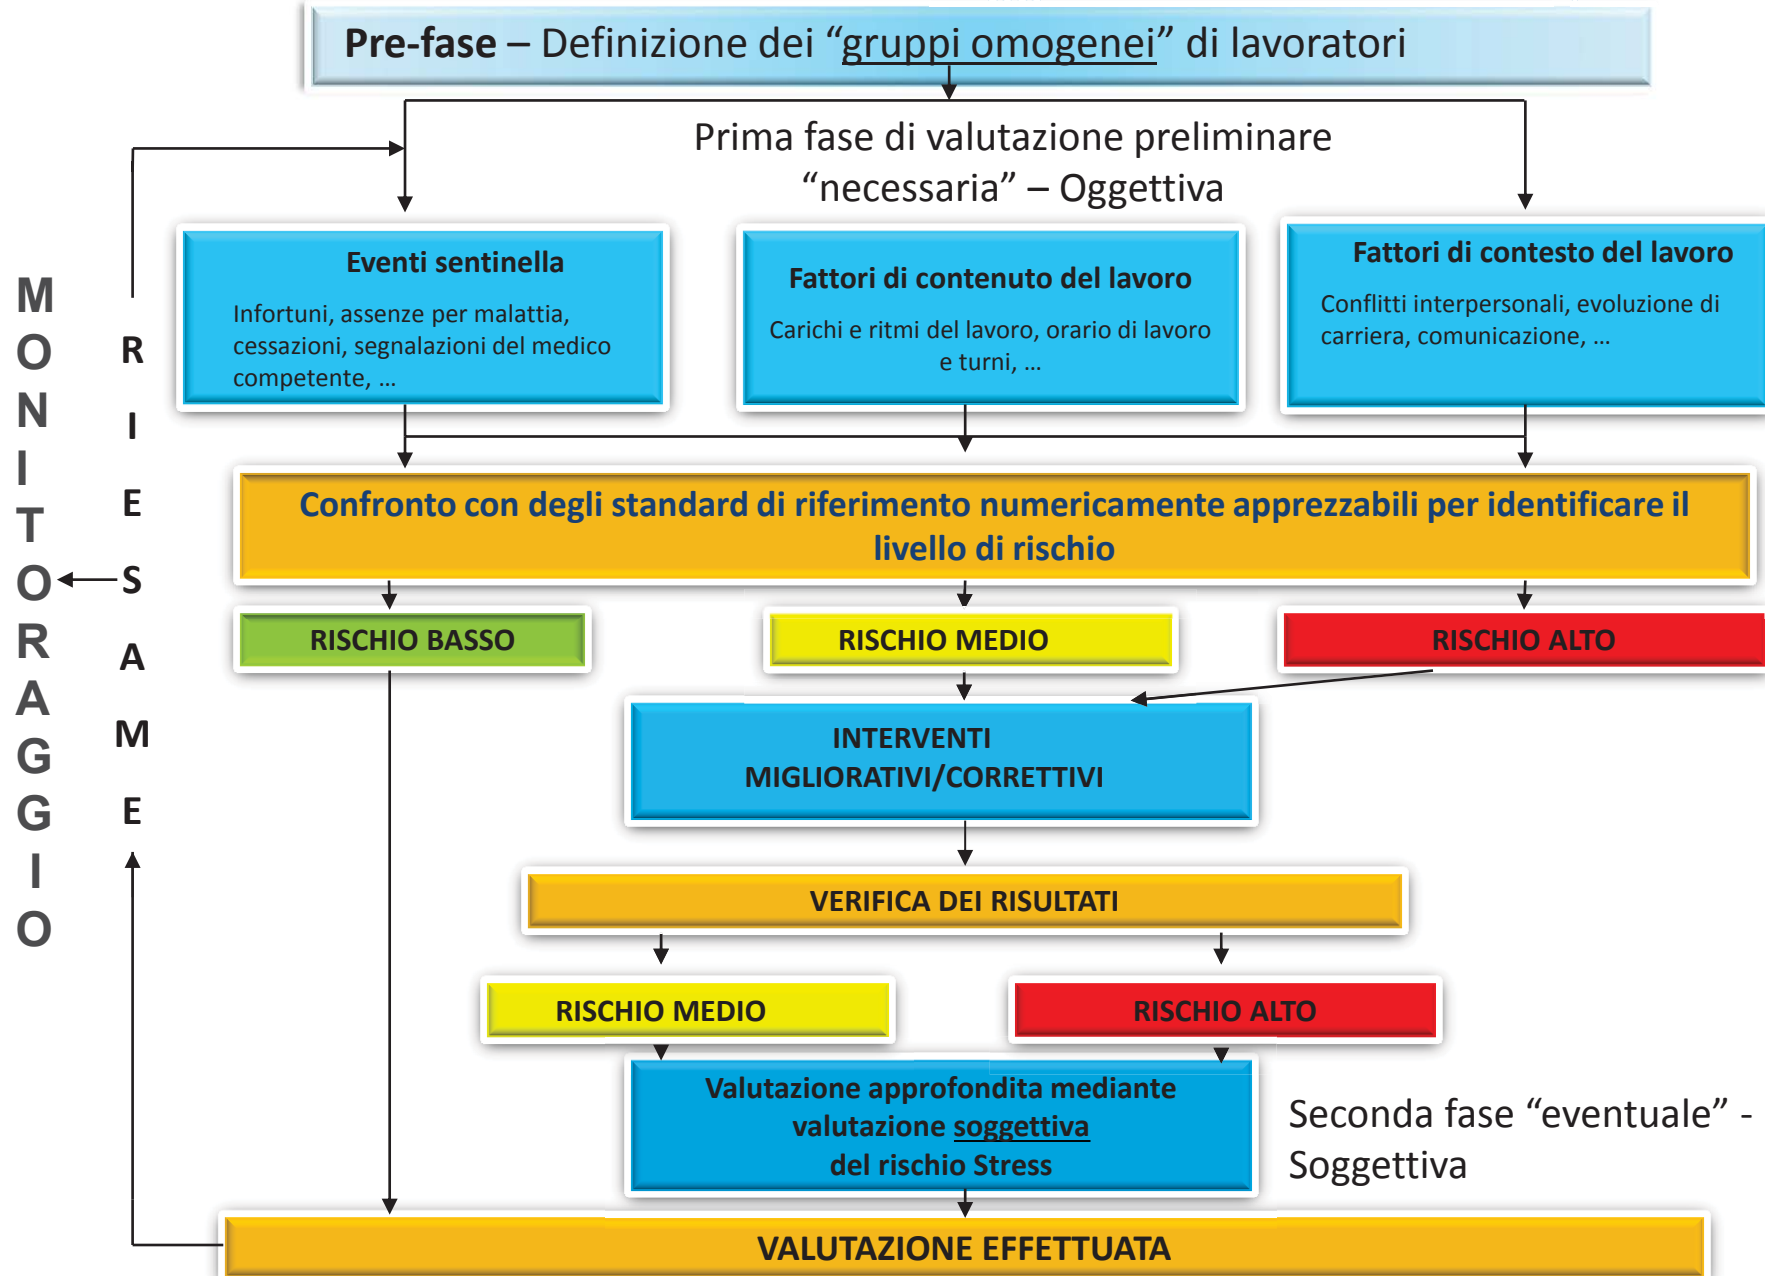 Pre-fase – Definizione dei “gruppi omogenei” di lavoratori
Prima fase di valutazione preliminare
“necessaria” – Oggettiva
Eventi sentinella
Infortuni, assenze per malattia,
cessazioni, segnalazioni del medico
competente, ...
Fattori di contenuto del lavoro
Carichi e ritmi del lavoro, orario di lavoro
e turni, ...
Fattori di contesto del lavoro
Conflitti interpersonali, evoluzione di
carriera, comunicazione, ...
MONITORAGGIO
RIESAME
Confronto con degli standard di riferimento numericamente apprezzabili per identificare il
livello di rischio
RISCHIO BASSO
RISCHIO MEDIO
RISCHIO ALTO
INTERVENTI
MIGLIORATIVI/CORRETTIVI
VERIFICA DEI RISULTATI
RISCHIO MEDIO
RISCHIO ALTO
Valutazione approfondita mediante
valutazione soggettiva
del rischio Stress
Seconda fase “eventuale” -
Soggettiva
VALUTAZIONE EFFETTUATA